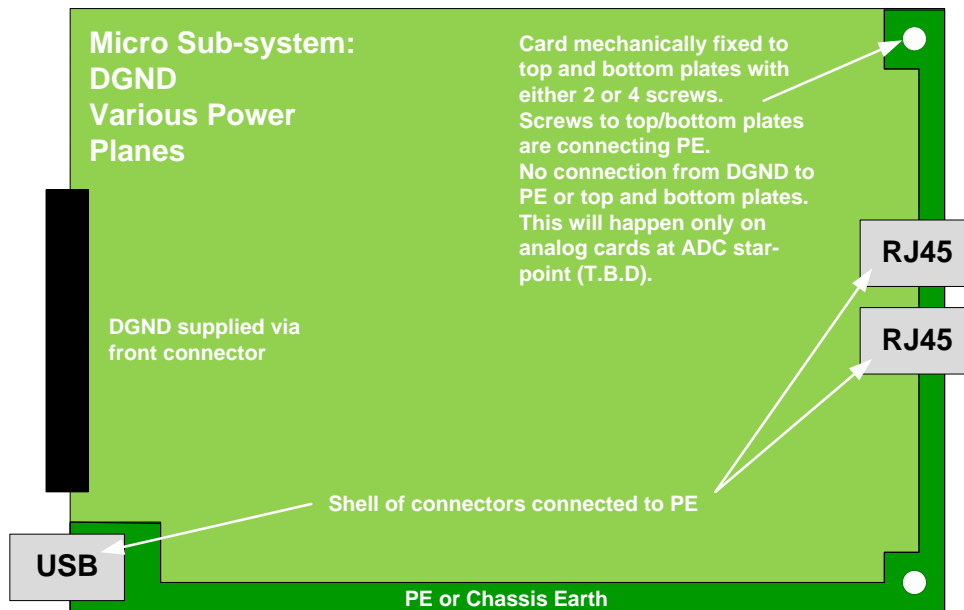 Micro Sub-system:
DGND
Various Power
Planes
Card mechanically fixed to
top and bottom plates with
either 2 or 4 screws.
Screws to top/bottom plates
are connecting PE.
No connection from DGND to
PE or top and bottom plates.
This will happen only on
analog cards at ADC star-
point (T.B.D).
RJ45
RJ45
DGND supplied via
front connector
Shell of connectors connected to PE
USB
PE or Chassis Earth